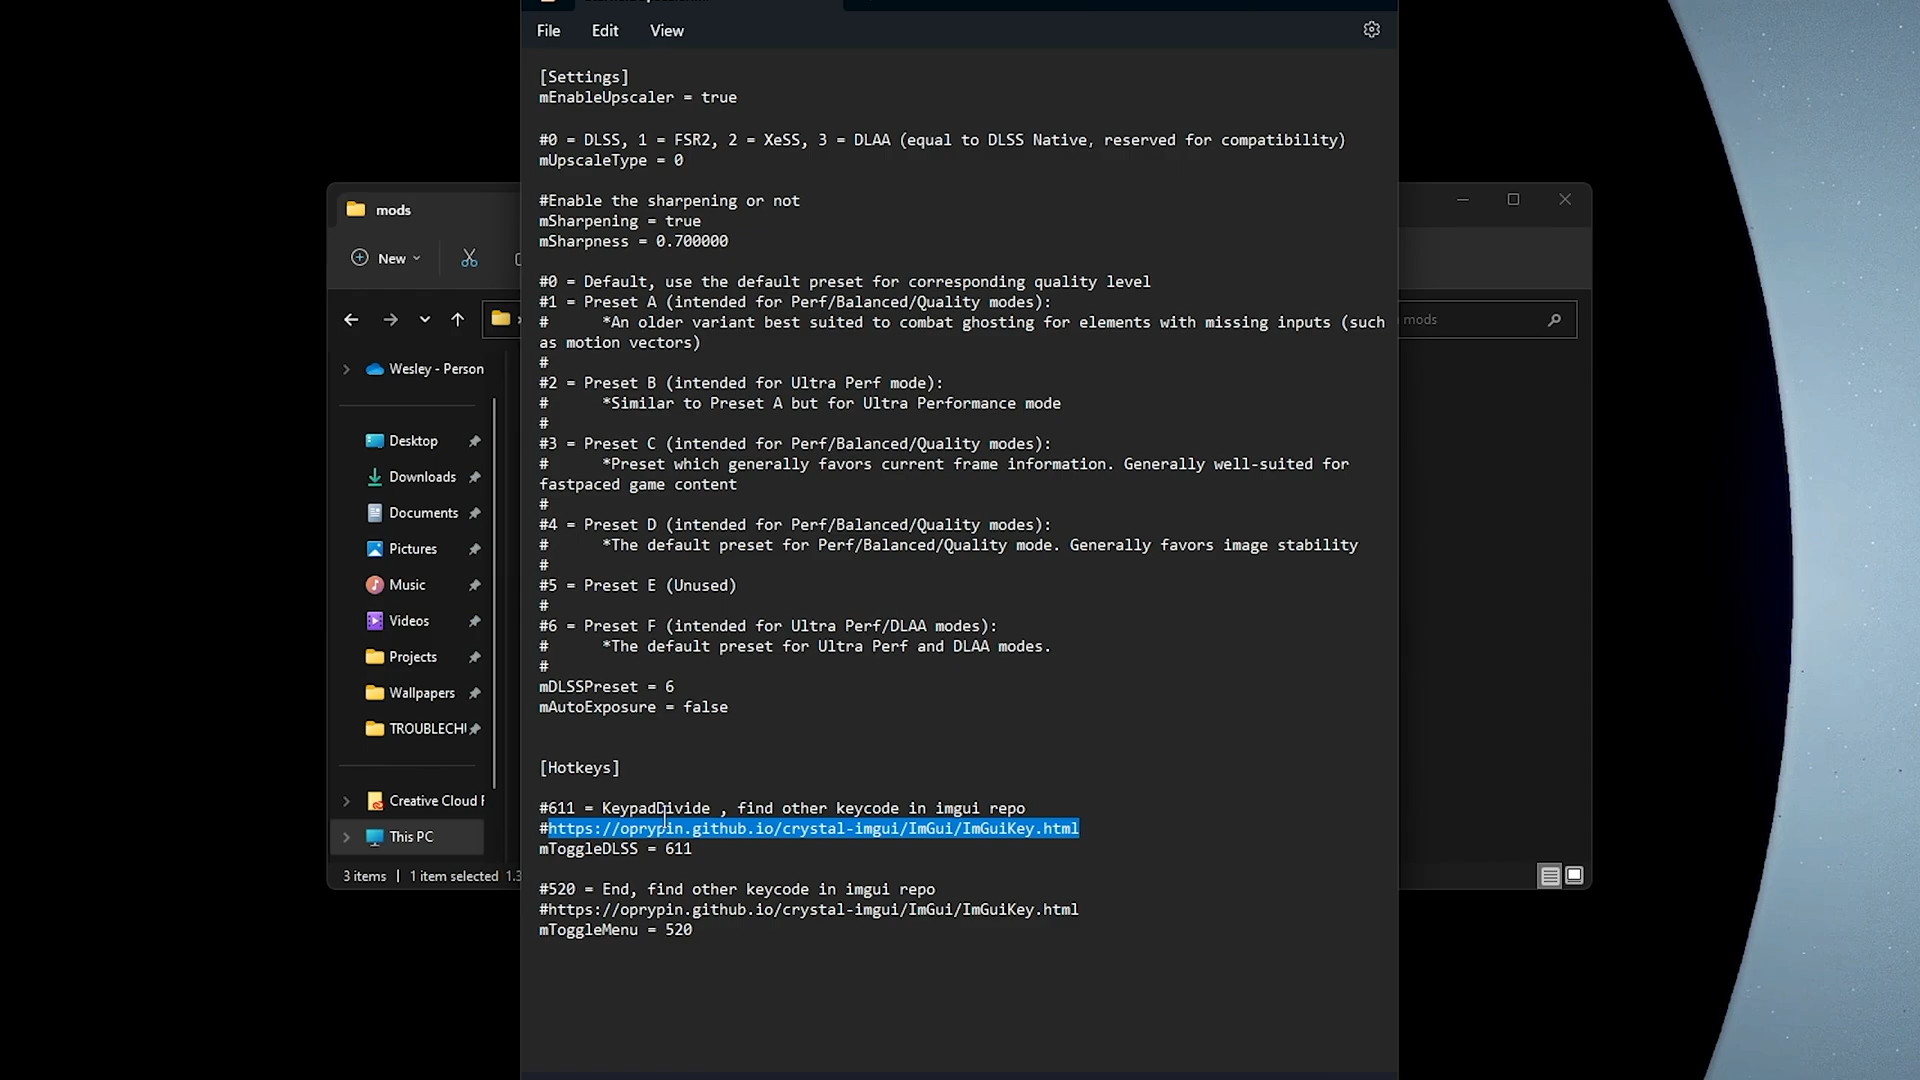 File Edit View
[Settings]
mEnableUpscaler = true
#0 = DLSS, 1 = FSR2, 2 = XeSS, 3 = DLAA (equal to DLSS Native, reserved for compatibility)
mUpscaleType = 0
#Enable the sharpening or not
mSharpening = true
mSharpness = 0.700000
#0 = Default, use the default preset for corresponding quality level
#1 = Preset A (intended for Perf/Balanced/Quality modes):
#      *An older variant best suited to combat ghosting for elements with missing inputs (such
as motion vectors)
#
#2 = Preset B (intended for Ultra Perf mode):
#      *Similar to Preset A but for Ultra Performance mode
#
#3 = Preset C (intended for Perf/Balanced/Quality modes):
#      *Preset which generally favors current frame information. Generally well-suited for
fastpaced game content
#
#4 = Preset D (intended for Perf/Balanced/Quality modes):
#      *The default preset for Perf/Balanced/Quality mode. Generally favors image stability
#
#5 = Preset E (Unused)
#
#6 = Preset F (intended for Ultra Perf/DLAA modes):
#      *The default preset for Ultra Perf and DLAA modes.
#
mDLSSPreset = 6
mAutoExposure = false
[Hotkeys]
#611 = KeypadDivide , find other keycode in imgui repo
#https://oprypin.github.io/crystal-imgui/ImGui/ImGuiKey.html
mToggleDLSS = 611
#520 = End, find other keycode in imgui repo
#https://oprypin.github.io/crystal-imgui/ImGui/ImGuiKey.html
mToggleMenu = 520
mods
New
mods
Wesley - Person
Desktop
Downloads
Documents
Pictures
Music
Videos
Projects
Wallpapers
TROUBLECH
Creative Cloud F
This PC
3 items | 1 item selected 1.3